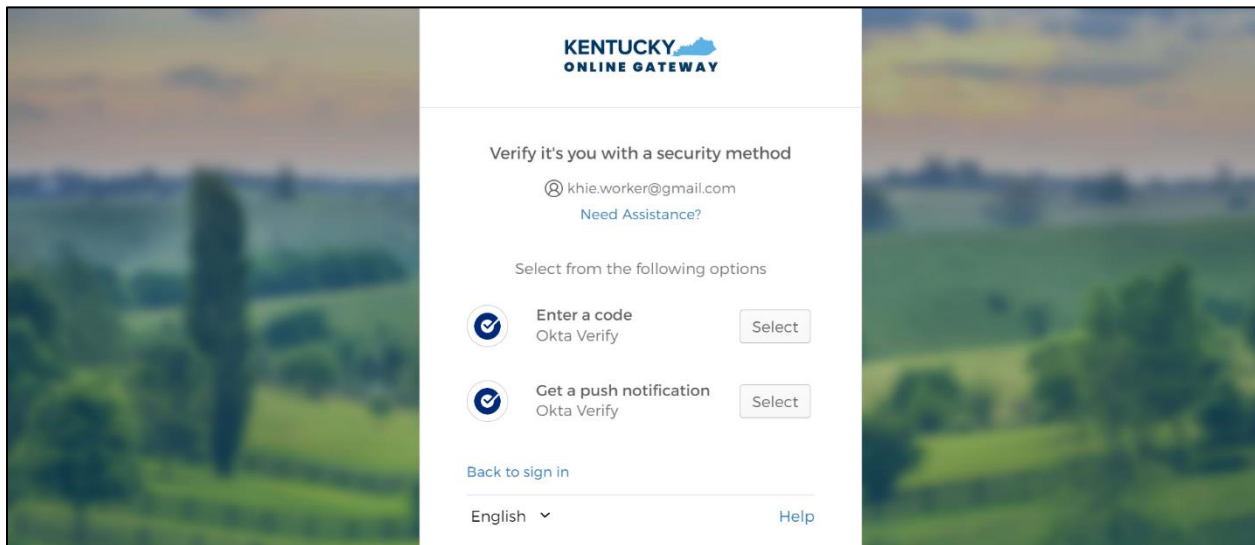 KENTUCKY
ONLINE GATEWAY
Verify it's you with a security method
khie.worker@gmail.com
Need Assistance?
Select from the following options
Enter a code
Okta Verify
Select
Get a push notification
Okta Verify
Select
Back to sign in
English
Help